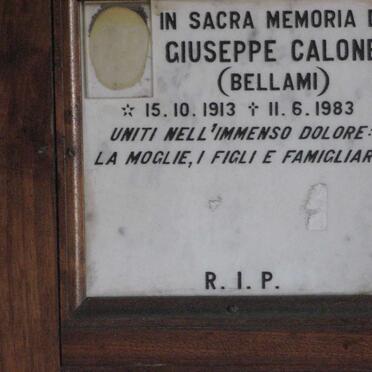 IN SACRA MEMORIA D
GIUSEPPE CALONE
(BELLAMI)
☆ 15.10.1913 ✝ 11.6.1983
UNITI NELL'IMMENSO DOLORE:
LA MOGLIE, I FIGLI E FAMIGLIAR
R. I. P.